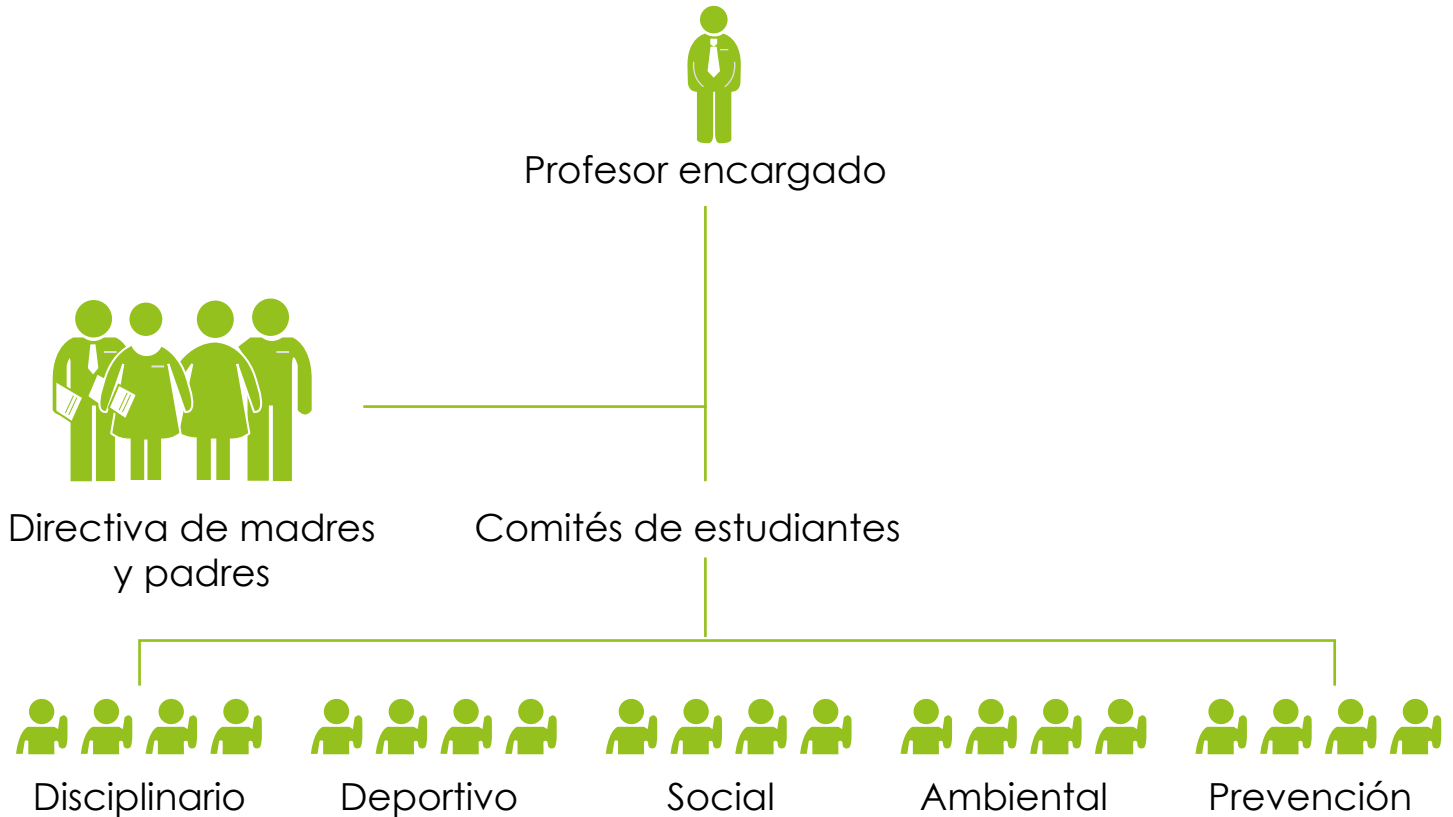 Profesor encargado
Directiva de madres
y padres
Comités de estudiantes
Disciplinario
Deportivo
Social
Ambiental
Prevención